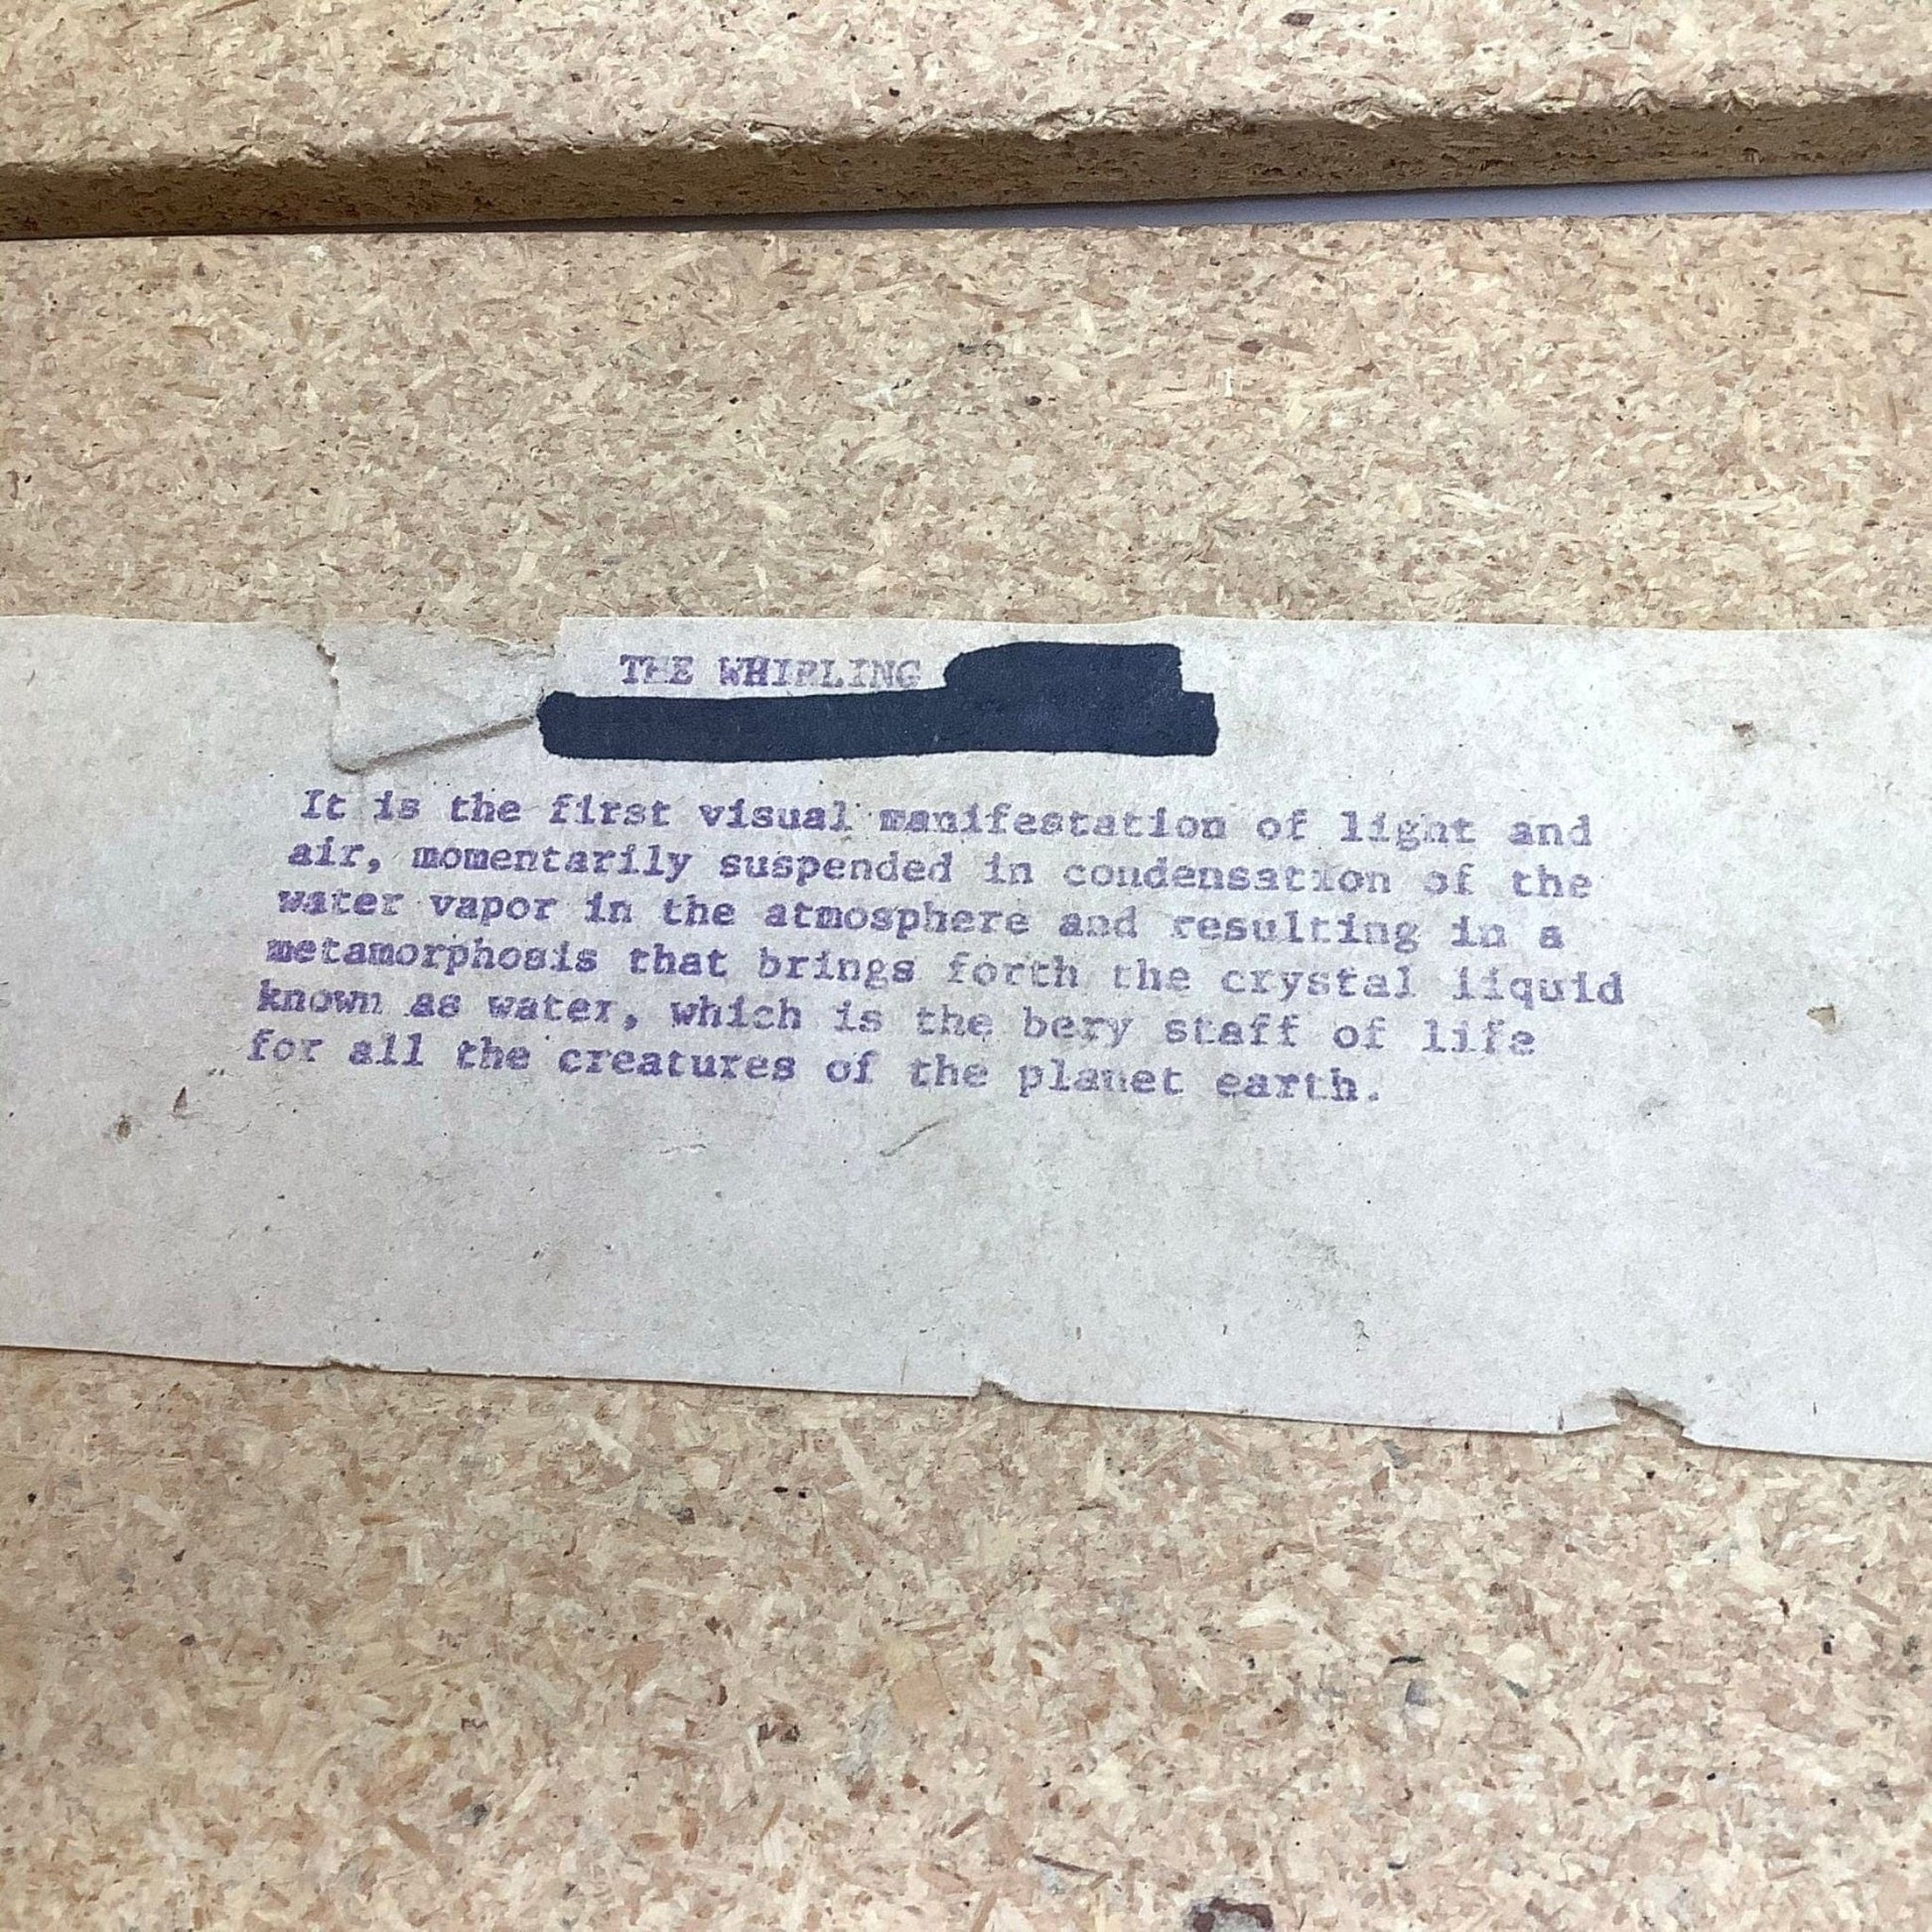 THE WHIRLING
It is the first visual manifestation of light and
air, momentarily suspended in condensation of the
water vapor in the atmosphere and resulting in a
metamorphosis that brings forth the crystal liquid
known as water, which is the bery staff of life
for all the creatures of the planet earth.